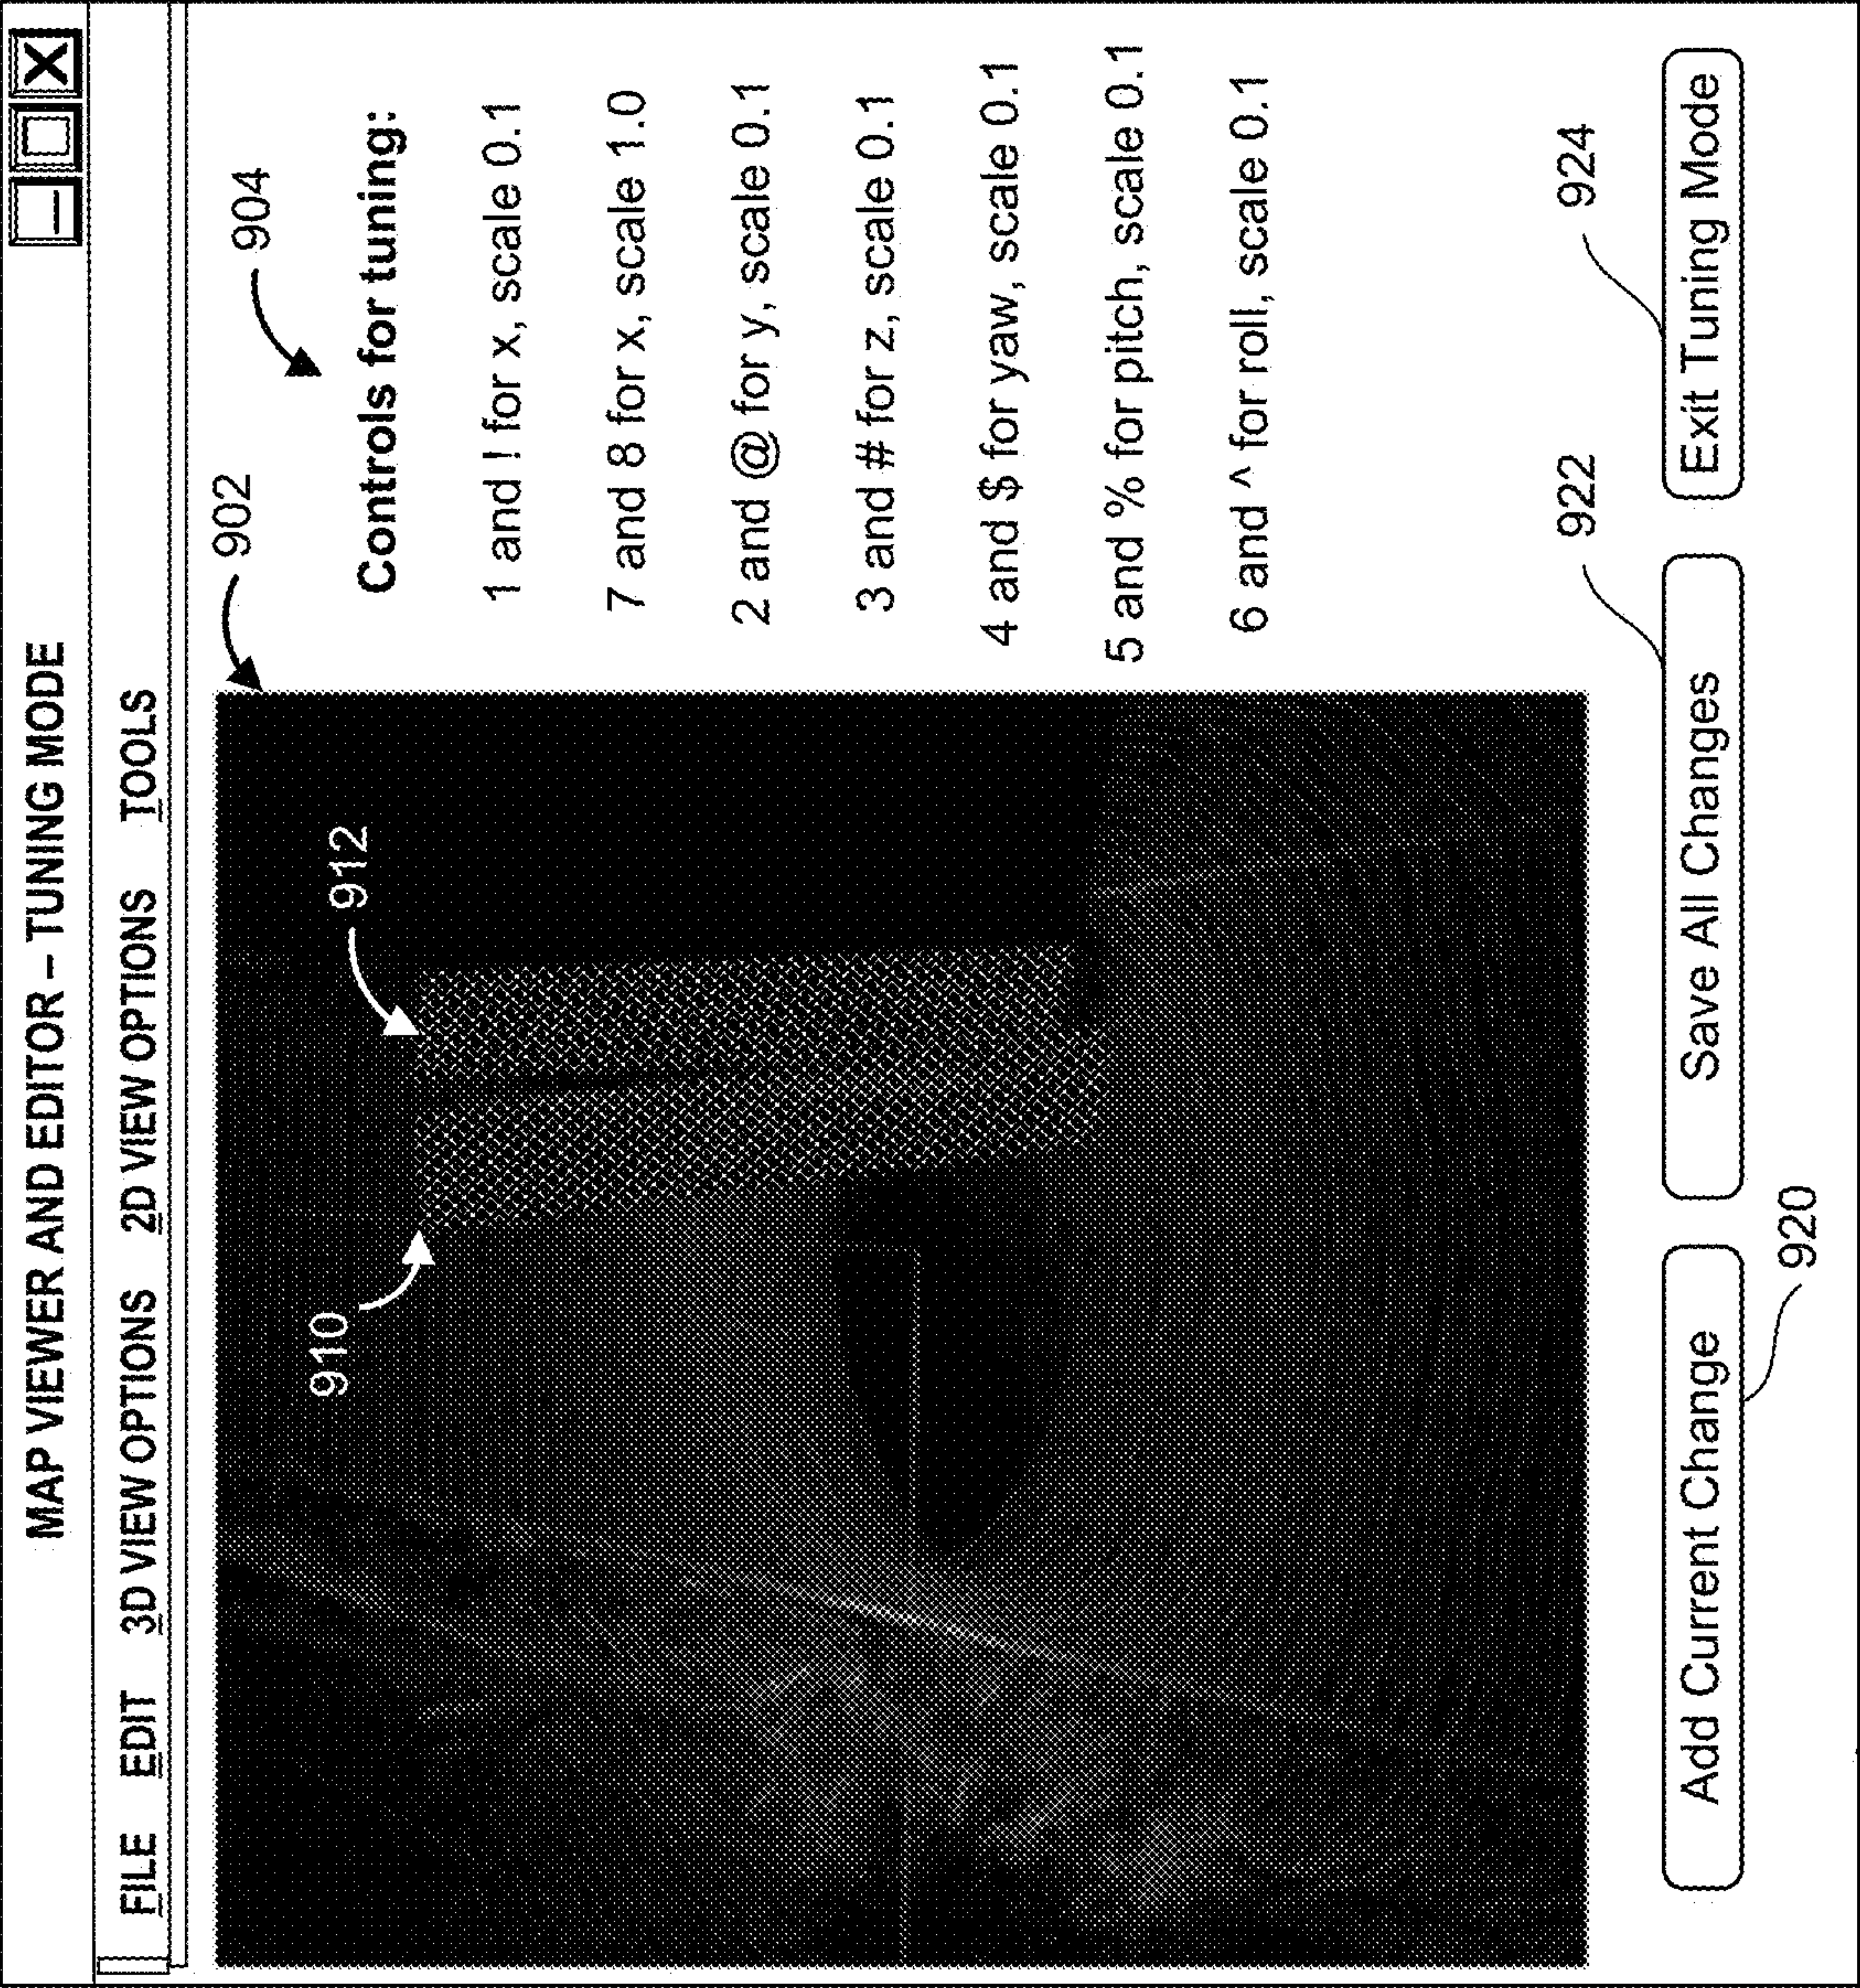 MAP VIEWER AND EDITOR – TUNING MODE
FILE EDIT 3D VIEW OPTIONS 2D VIEW OPTIONS TOOLS
902
904
Controls for tuning:
1 and ! for x, scale 0.1
7 and 8 for x, scale 1.0
2 and @ for y, scale 0.1
3 and # for z, scale 0.1
4 and $ for yaw, scale 0.1
5 and % for pitch, scale 0.1
6 and ^ for roll, scale 0.1
910
912
922
924
Add Current Change
Save All Changes
Exit Tuning Mode
920